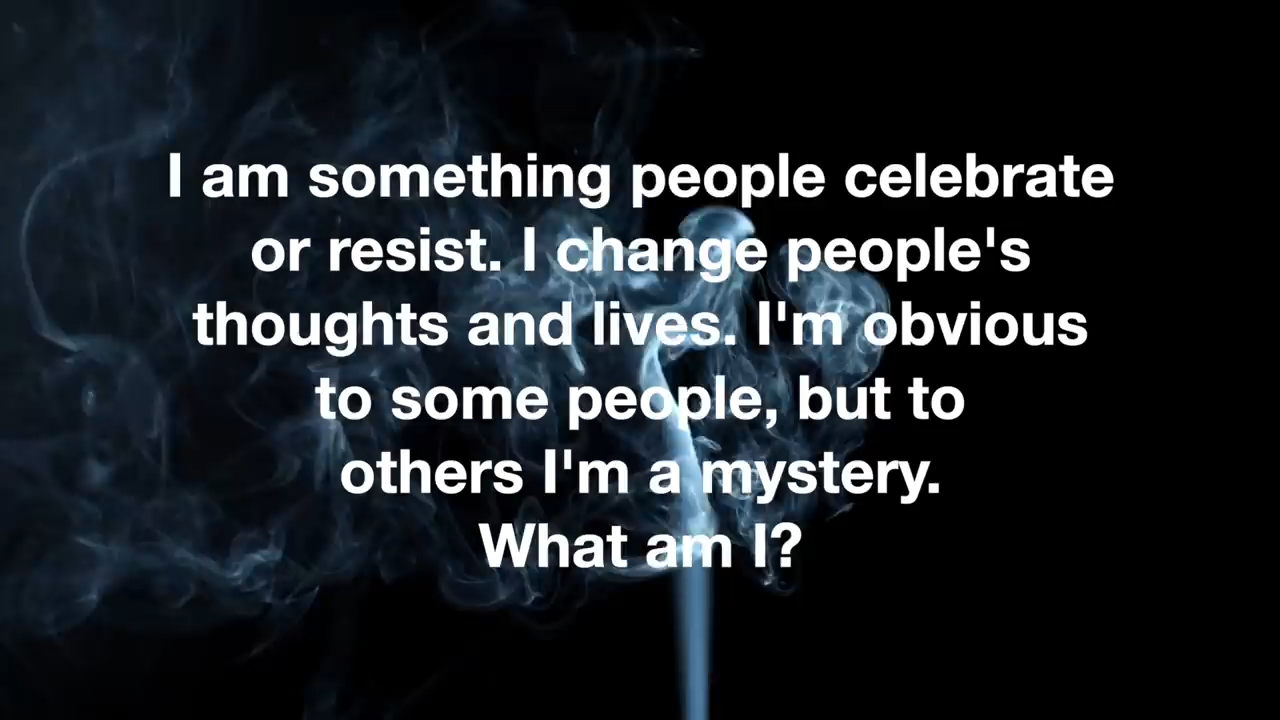 I am something people celebrate
or resist. I change people's
thoughts and lives. I'm obvious
to some people, but to
others I'm a mystery.
What am I?